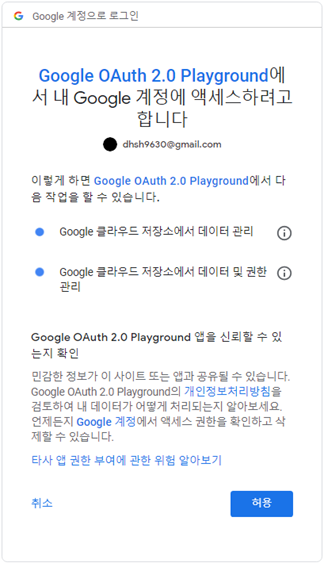 Google 계정으로 로그인
Google OAuth 2.0 Playground에
서 내 Google 계정에 액세스하려고
합니다
dhsh9630@gmail.com
이렇게 하면 Google OAuth 2.0 Playground에서 다
음 작업을 할 수 있습니다.
Google 클라우드 저장소에서 데이터 관리
Google 클라우드 저장소에서 데이터 및 권한
관리
Google OAuth 2.0 Playground 앱을 신뢰할 수 있
는지 확인
민감한 정보가 이 사이트 또는 앱과 공유될 수 있습니다.
Google OAuth 2.0 Playground의 개인정보처리방침을
검토하여 내 데이터가 어떻게 처리되는지 알아보세요.
언제든지 Google 계정에서 액세스 권한을 확인하고 삭
제할 수 있습니다.
타사 앱 권한 부여에 관한 위험 알아보기
취소
허용